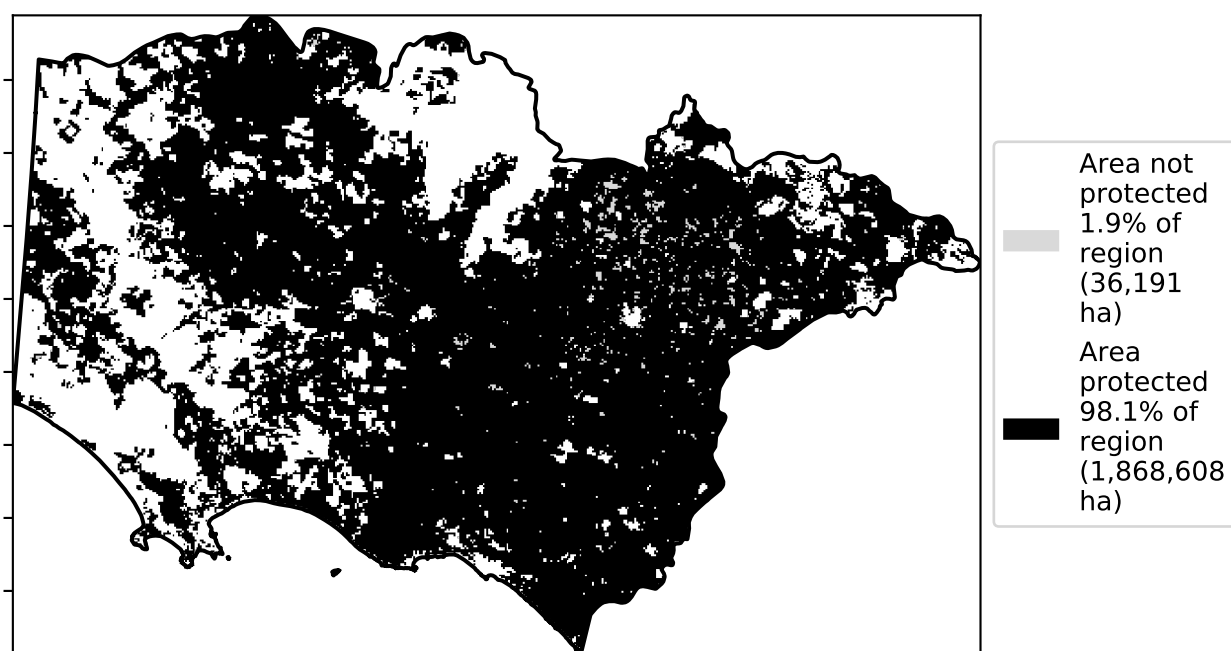 Area not
protected
1.9% of
region
(36,191
ha)
Area
protected
98.1% of
region
(1,868,608
ha)